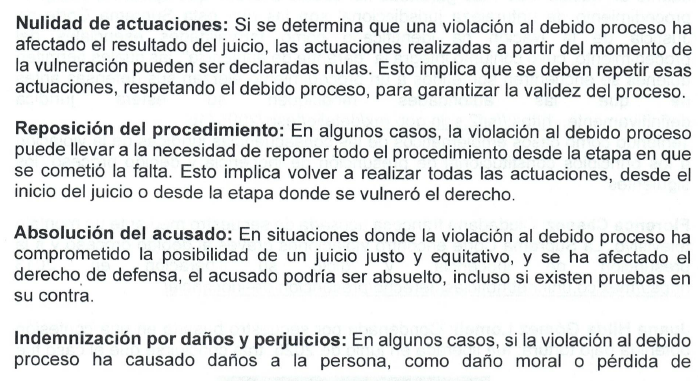 Nulidad de actuaciones: Si se determina que una violación al debido proceso ha
afectado el resultado del juicio, las actuaciones realizadas a partir del momento de
la vulneración pueden ser declaradas nulas. Esto implica que se deben repetir esas
actuaciones, respetando el debido proceso, para garantizar la validez del proceso.
Reposición del procedimiento: En algunos casos, la violación al debido proceso
puede llevar a la necesidad de reponer todo el procedimiento desde la etapa en que
se cometió la falta. Esto implica volver a realizar todas las actuaciones, desde el
inicio del juicio o desde la etapa donde se vulneró el derecho.
Absolución del acusado: En situaciones donde la violación al debido proceso ha
comprometido la posibilidad de un juicio justo y equitativo, y se ha afectado el
derecho de defensa, el acusado podría ser absuelto, incluso si existen pruebas en
su contra.
Indemnización por daños y perjuicios: En algunos casos, si la violación al debido
proceso ha causado daños a la persona, como daño moral o pérdida de